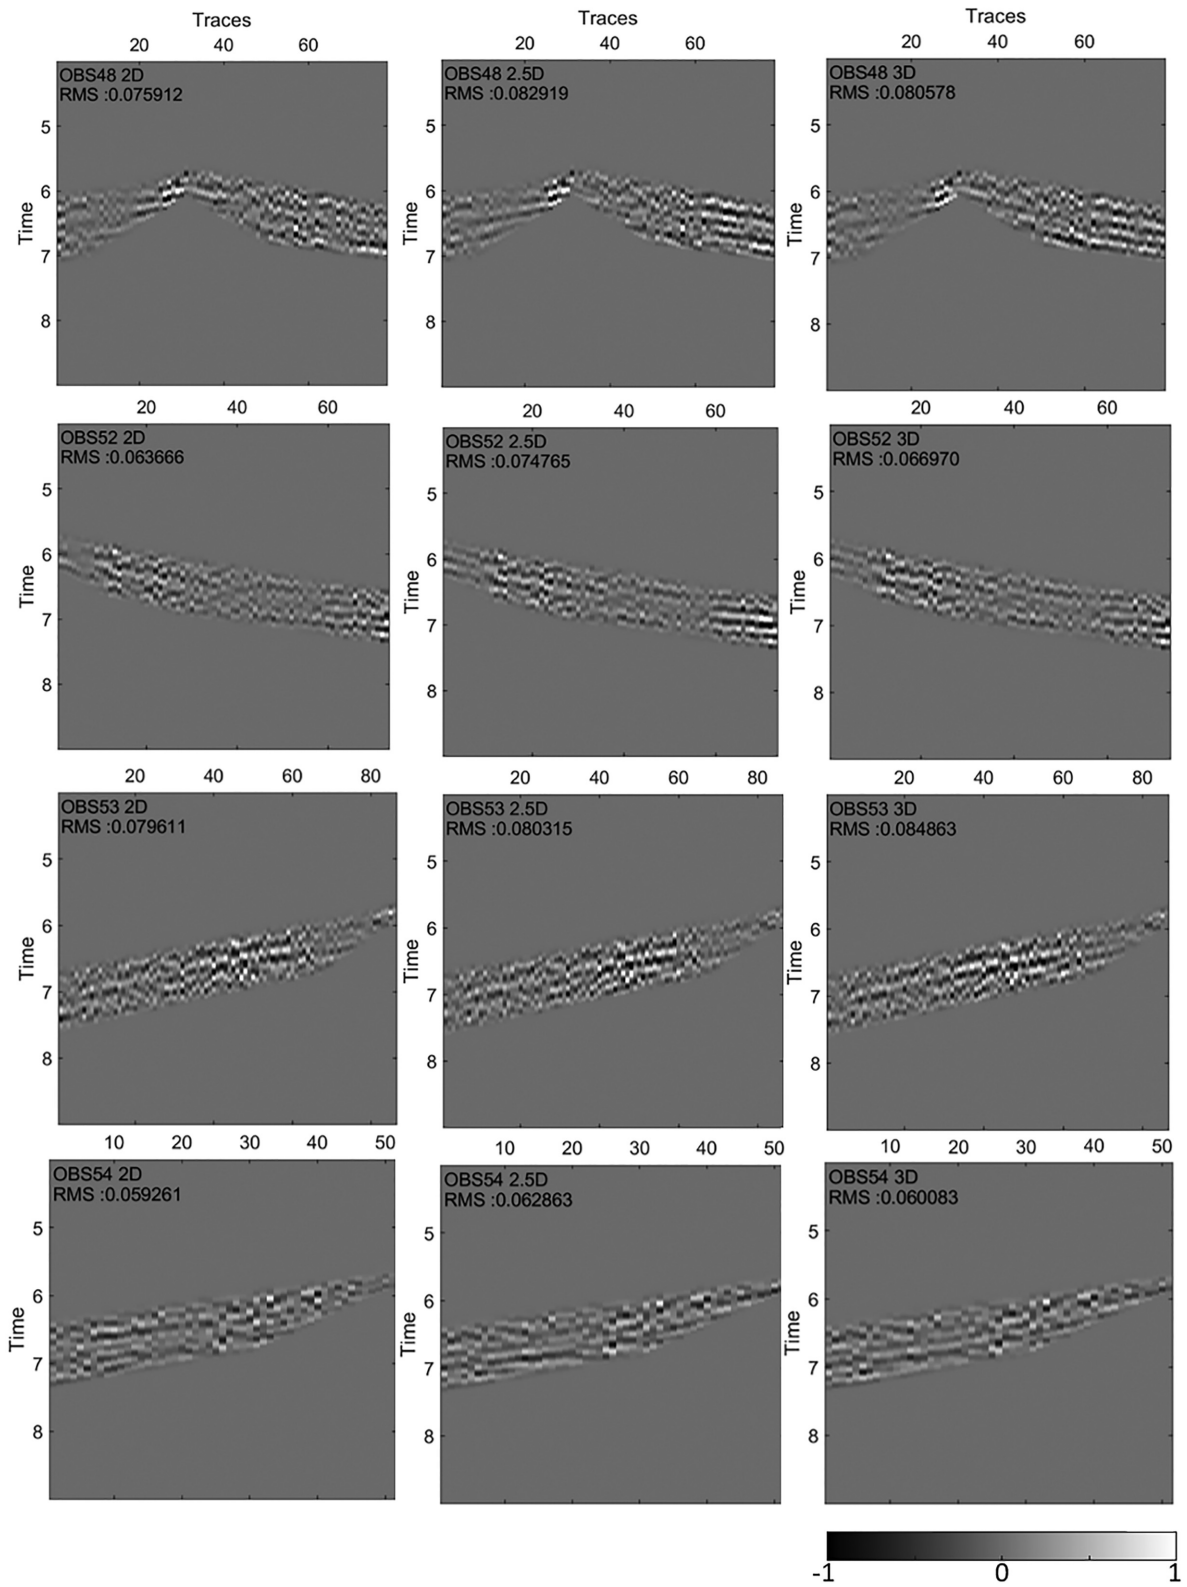 Traces Traces Traces
20 40 60 20 40 60 20 40 60
OBS48 2D OBS48 2.5D OBS48 3D
RMS :0.075912 RMS :0.082919 RMS :0.080578
5 5 5
6 6 6
Time Time Time
7 7 7
8 8 8
20 40 60 20 40 60 20 40 60
OBS52 2D OBS52 2.5D OBS52 3D
RMS :0.063666 RMS :0.074765 RMS :0.066970
5 5 5
6 6 6
Time Time Time
7 7 7
8 8 8
20 40 60 80 20 40 60 80 20 40 60 80
OBS53 2D OBS53 2.5D OBS53 3D
RMS :0.079611 RMS :0.080315 RMS :0.084863
5 5 5
6 6 6
Time Time Time
7 7 7
8 8 8
10 20 30 40 50 10 20 30 40 50 10 20 30 40 50
OBS54 2D OBS54 2.5D OBS54 3D
RMS :0.059261 RMS :0.062863 RMS :0.060083
5 5 5
6 6 6
Time Time Time
7 7 7
8 8 8
-1 0 1